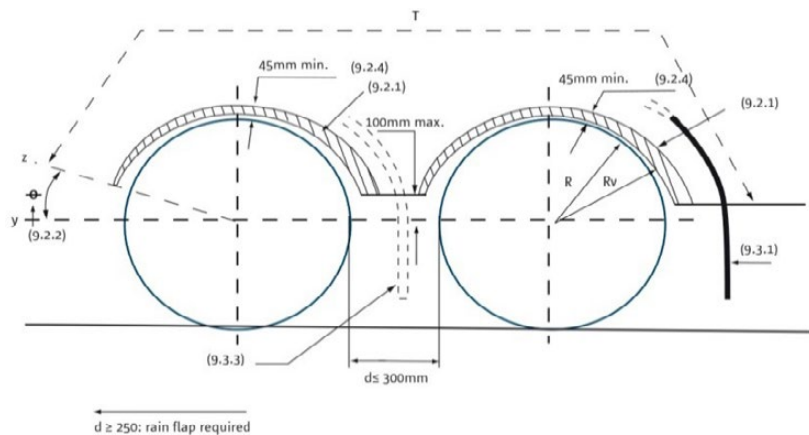 T
45mm min. (9.2.4)
(9.2.1)
100mm max.
45mm min. (9.2.4)
(9.2.1)
z
ϕ
y
(9.2.2)
R
Rv
(9.3.1)
(9.3.3)
d≤ 300mm
d ≥ 250: rain flap required